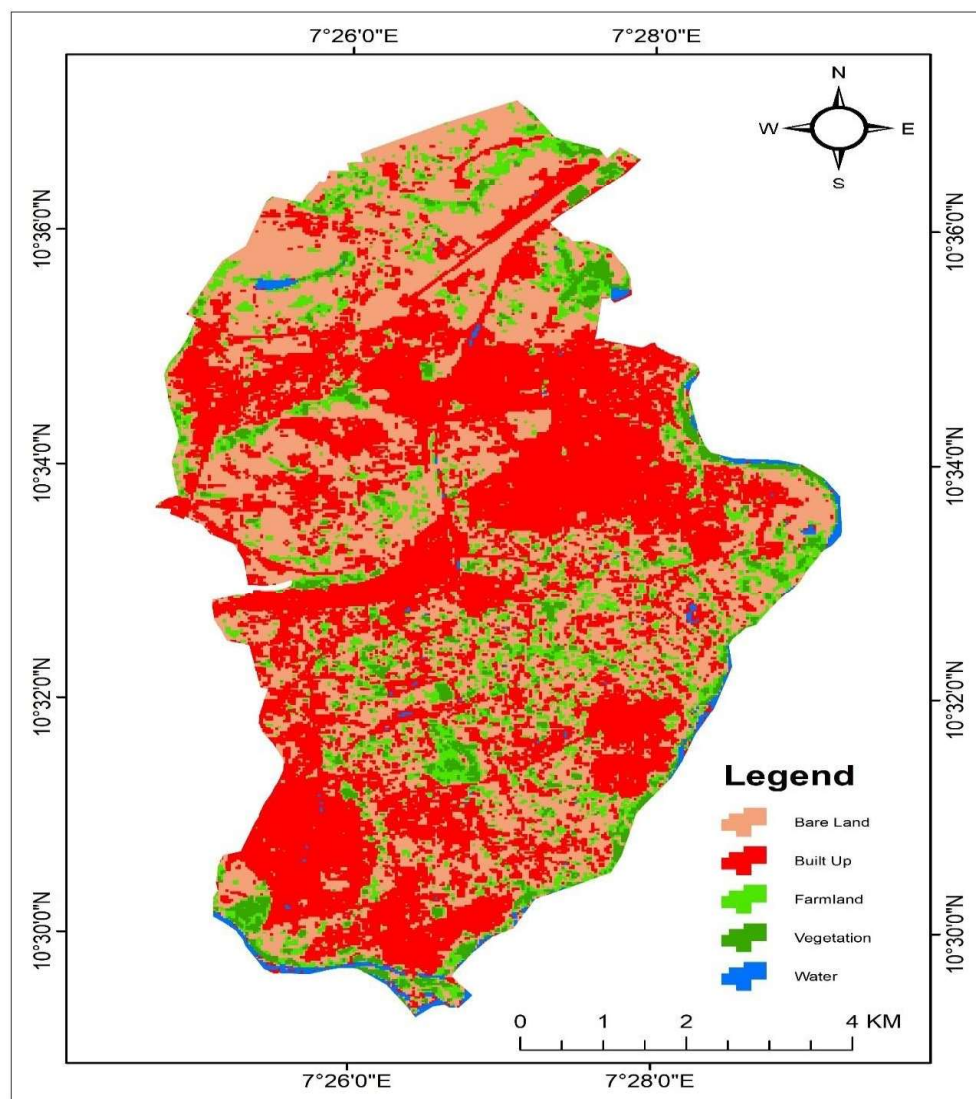 7°26'0"E
7°28'0"E
N
W
E
S
10°36'0"N
10°36'0"N
10°34'0"N
10°34'0"N
10°32'0"N
10°32'0"N
Legend
Bare Land
Built Up
Farmland
Vegetation
Water
10°30'0"N
10°30'0"N
0
1
2
4 KM
7°26'0"E
7°28'0"E